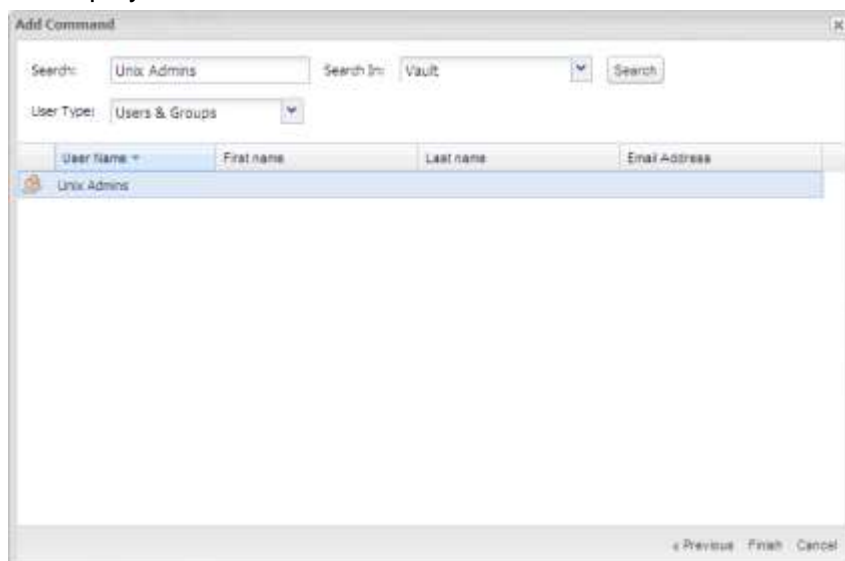 Add Command
Search: Unix Admins Search In: Vault Search
User Type: Users & Groups
User Name First name Last name Email Address
Unix Admins
« Previous Finish Cancel